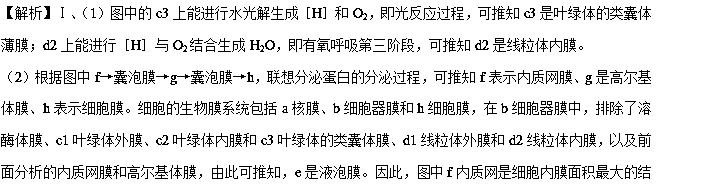 【解析】Ⅰ、（1）图中的 c3 上能进行水光解生成［H］和 O2，即光反应过程，可推知 c3 是叶绿体的类囊体
薄膜；d2 上能进行［H］与 O2 结合生成 H2O，即有氧呼吸第三阶段，可推知 d2 是线粒体内膜。
（2）根据图中 f→囊泡膜→g→囊泡膜→h，联想分泌蛋白的分泌过程，可推知 f 表示内质网膜、g 是高尔基
体膜、h 表示细胞膜。细胞的生物膜系统包括 a 核膜、b 细胞器膜和 h 细胞膜，在 b 细胞器膜中，排除了溶
酶体膜、c1 叶绿体外膜、c2 叶绿体内膜和 c3 叶绿体的类囊体膜、d1 线粒体外膜和 d2 线粒体内膜，以及前
面分析的内质网膜和高尔基体膜，由此可推知，e 是液泡膜。因此，图中 f 内质网是细胞内膜面积最大的结